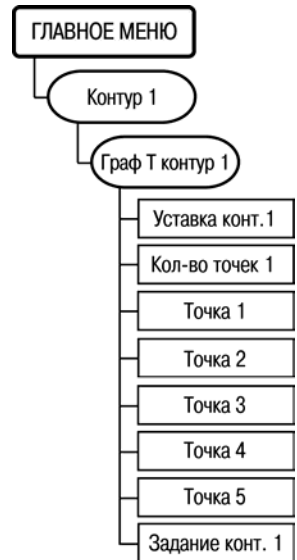 ГЛАВНОЕ МЕНЮ
Контур 1
Граф Т контур 1
Уставка конт.1
Кол-во точек 1
Точка 1
Точка 2
Точка 3
Точка 4
Точка 5
Задание конт. 1